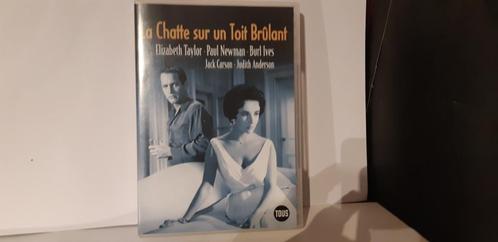 La Chatte sur un Toit Brûlant
Elizabeth Taylor · Paul Newman · Burl Ives
Jack Carson · Judith Anderson
TOUS